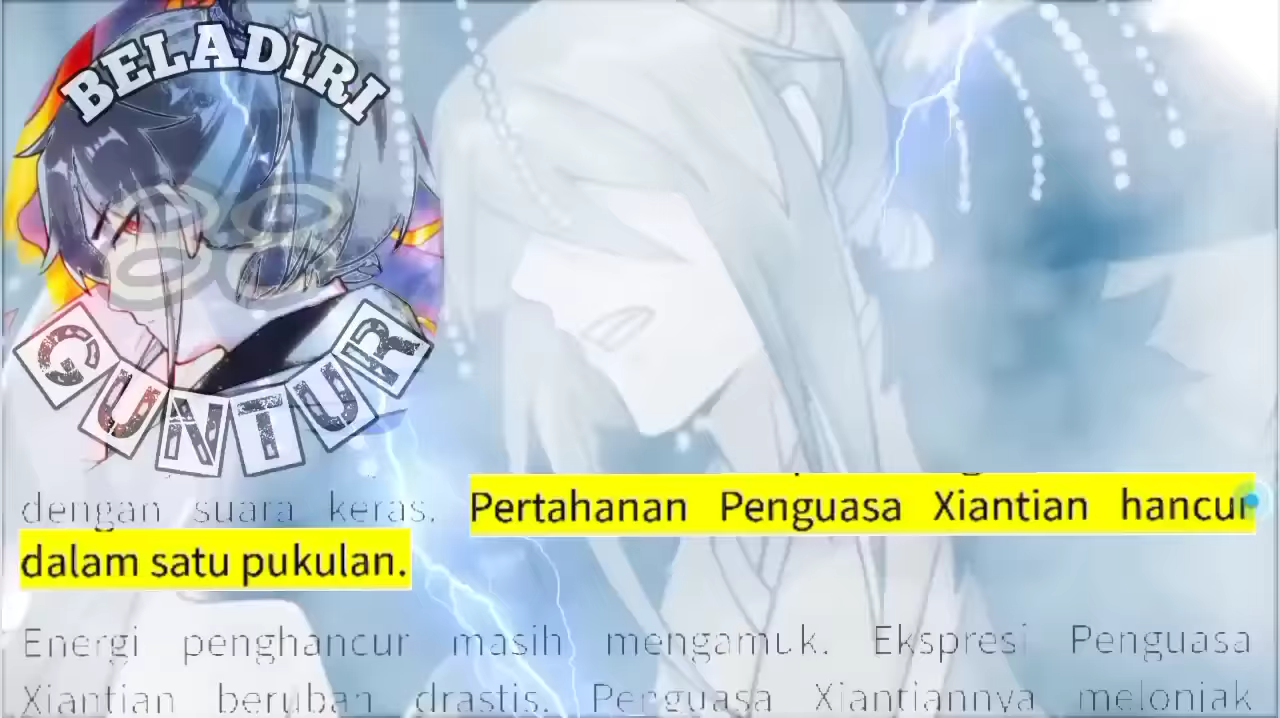 BELADIRI
GUNTUR
dengan suara keras. Pertahanan Penguasa Xiantian hancur
dalam satu pukulan.
Energi penghancur masih mengamuk. Ekspresi Penguasa
Xiantian berubah drastis. Penguasa Xiantiannya melonjak